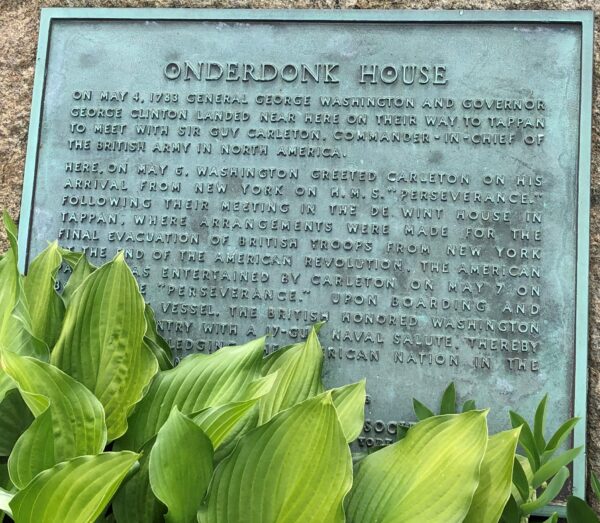 ONDERDONK HOUSE
ON MAY 4, 1783 GENERAL GEORGE WASHINGTON AND GOVERNOR
GEORGE CLINTON LANDED NEAR HERE ON THEIR WAY TO TAPPAN
TO MEET WITH SIR GUY CARLETON, COMMANDER-IN-CHIEF OF
THE BRITISH ARMY IN NORTH AMERICA.
HERE, ON MAY 6, WASHINGTON GREETED CARLETON ON HIS
ARRIVAL FROM NEW YORK ON H.M.S. "PERSEVERANCE."
FOLLOWING THEIR MEETING IN THE DE WINT HOUSE IN
TAPPAN, WHERE ARRANGEMENTS WERE MADE FOR THE
FINAL EVACUATION OF BRITISH TROOPS FROM NEW YORK
THE END OF THE AMERICAN REVOLUTION, THE AMERICAN
AS ENTERTAINED BY CARLETON ON MAY 7 ON
"PERSEVERANCE." UPON BOARDING AND
VESSEL, THE BRITISH HONORED WASHINGTON
NTRY WITH A 17-GUN NAVAL SALUTE, THEREBY
LEDGING AMERICAN NATION IN THE
SOC